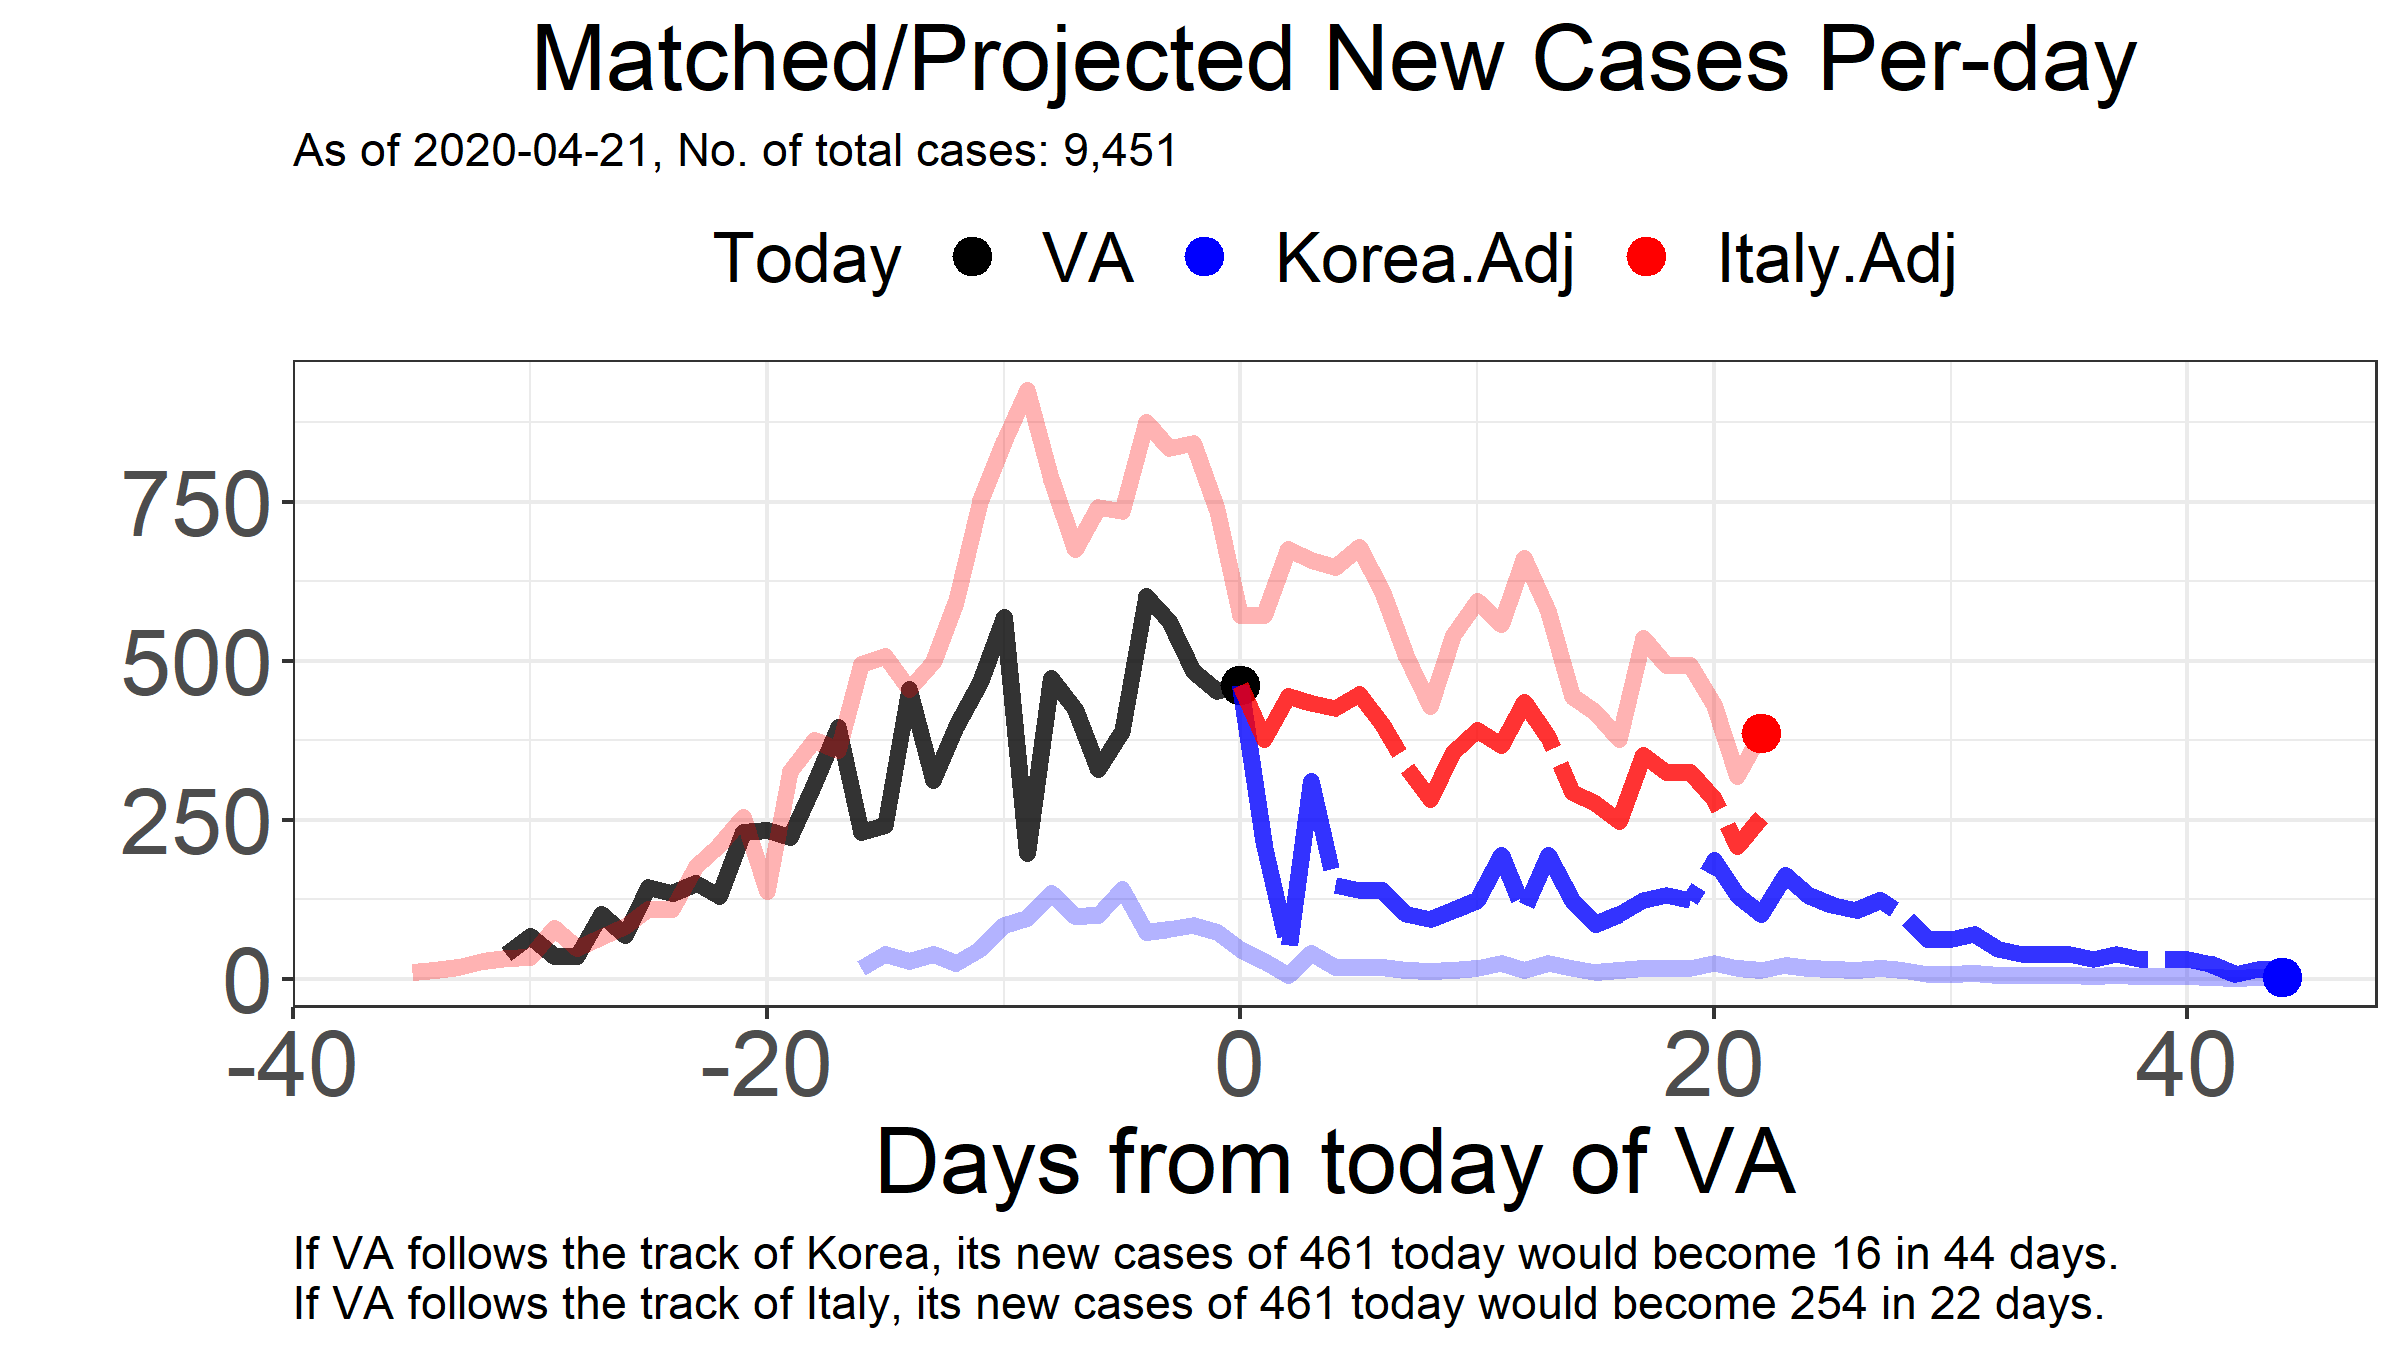 Matched/Projected New Cases Per-day
As of 2020-04-21, No. of total cases: 9,451
Today VA Korea.Adj Italy.Adj
750
500
250
0
-40 -20 0 20 40
Days from today of VA
If VA follows the track of Korea, its new cases of 461 today would become 16 in 44 days.
If VA follows the track of Italy, its new cases of 461 today would become 254 in 22 days.